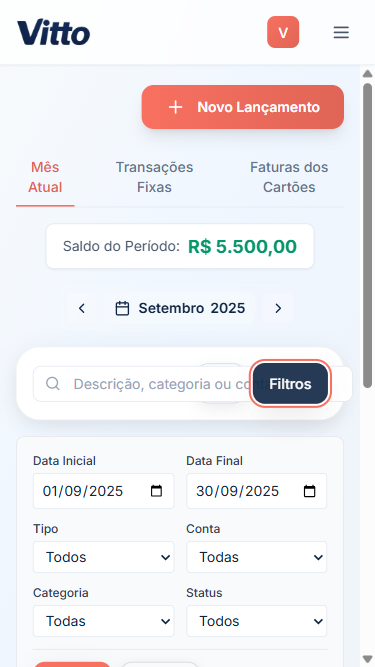 Vitto
V
Novo Lançamento
Mês Atual
Transações Fixas
Faturas dos Cartões
Saldo do Período: R$ 5.500,00
Setembro 2025
Descrição, categoria ou
Filtros
Data Inicial
Data Final
01/09/2025
30/09/2025
Tipo
Conta
Todos
Todas
Categoria
Status
Todas
Todos